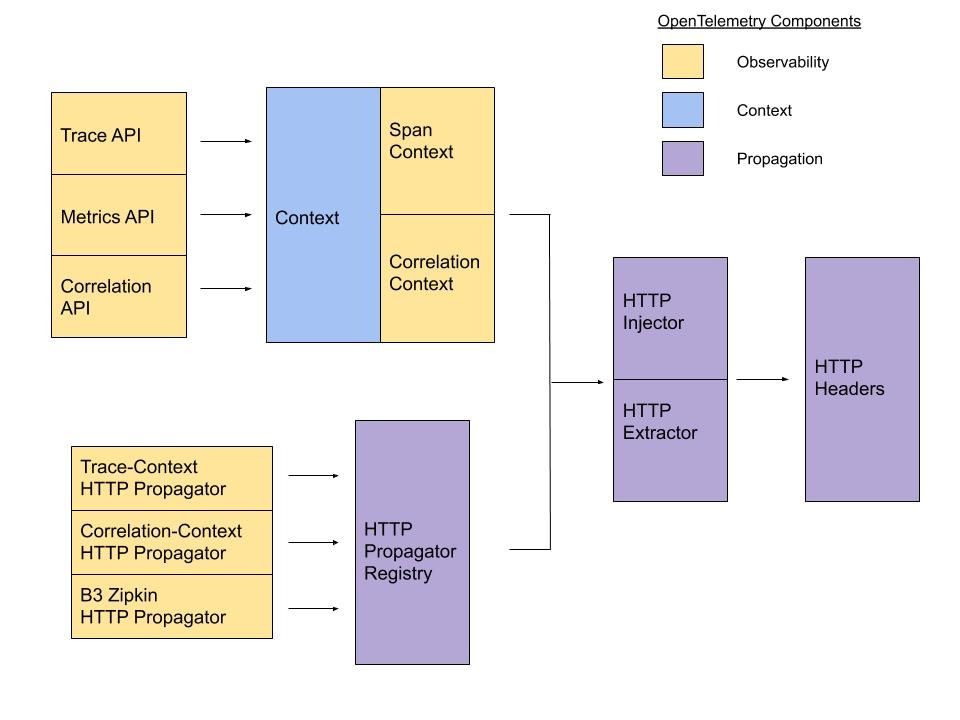 OpenTelemetry Components
Observability
Context
Propagation
Trace API
Metrics API
Correlation
API
Context
Span
Context
Correlation
Context
HTTP
Injector
HTTP
Extractor
HTTP
Headers
Trace-Context
HTTP Propagator
Correlation-Context
HTTP Propagator
B3 Zipkin
HTTP Propagator
HTTP
Propagator
Registry